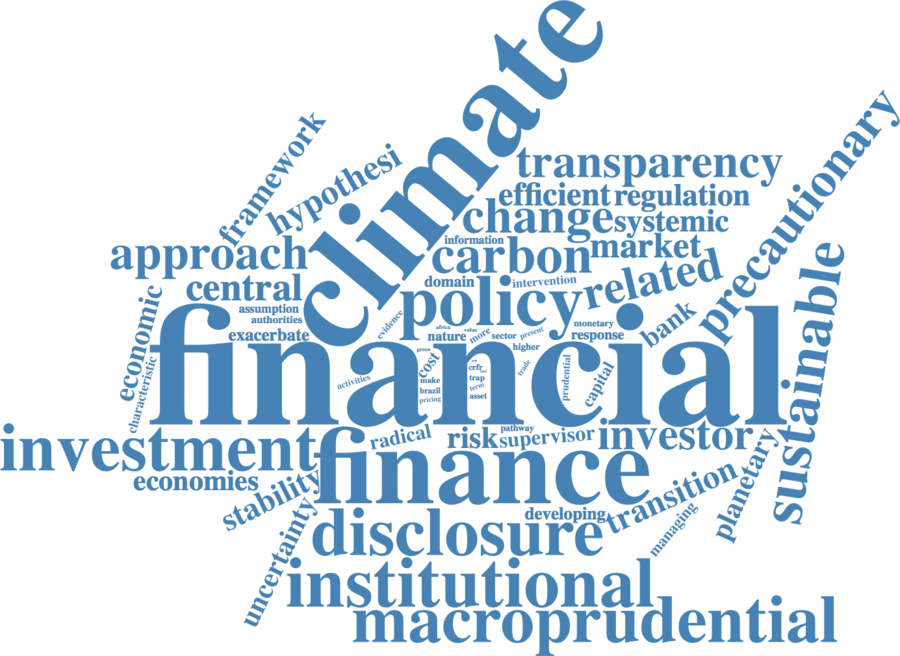 climate
framework
hypothesi
transparency
precautionary
efficient
regulation
change
systemic
approach
information
carbon
market
central
domain
intervention
related
sustainable
economic
assumption
authorities
policy
exacerbate
evidence
africa
value
nature
more
sector
present
monetary
response
bank
financial
higher
green
cost
trade
prudential
capital
characteristic
activities
make
brazil
pricing
crft
trap
term
asset
investment
radical
risk
pathway
supervisor
investor
planetary
finance
economies
stability
transition
uncertainty
developing
managing
disclosure
institutional
macroprudential